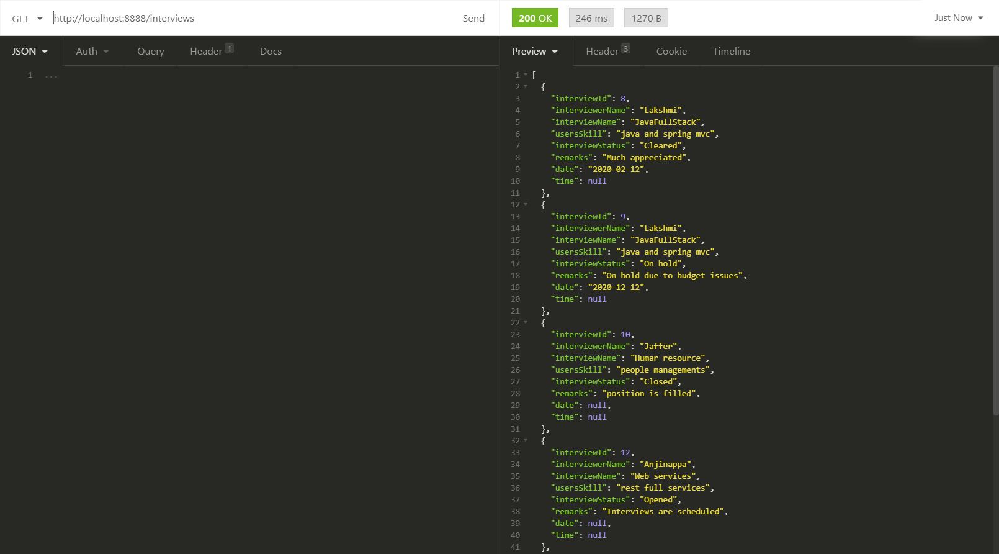 GET http://localhost:8888/interviews Send 200 OK 246 ms 1270 B Just Now
JSON Auth Query Header 1 Docs Preview Header 3 Cookie Timeline
1 ...
1 [
2 {
3 "interviewId": 8,
4 "interviewerName": "Lakshmi",
5 "interviewName": "JavaFullStack",
6 "usersSkill": "java and spring mvc",
7 "interviewStatus": "Cleared",
8 "remarks": "Much appreciated",
9 "date": "2020-02-12",
10 "time": null
11 },
12 {
13 "interviewId": 9,
14 "interviewerName": "Lakshmi",
15 "interviewName": "JavaFullStack",
16 "usersSkill": "java and spring mvc",
17 "interviewStatus": "On hold",
18 "remarks": "On hold due to budget issues",
19 "date": "2020-12-12",
20 "time": null
21 },
22 {
23 "interviewId": 10,
24 "interviewerName": "Jaffer",
25 "interviewName": "Humar resource",
26 "usersSkill": "people managements",
27 "interviewStatus": "Closed",
28 "remarks": "position is filled",
29 "date": null,
30 "time": null
31 },
32 {
33 "interviewId": 12,
34 "interviewerName": "Anjinappa",
35 "interviewName": "Web services",
36 "usersSkill": "rest full services",
37 "interviewStatus": "Opened",
38 "remarks": "Interviews are scheduled",
39 "date": null,
40 "time": null
41 },